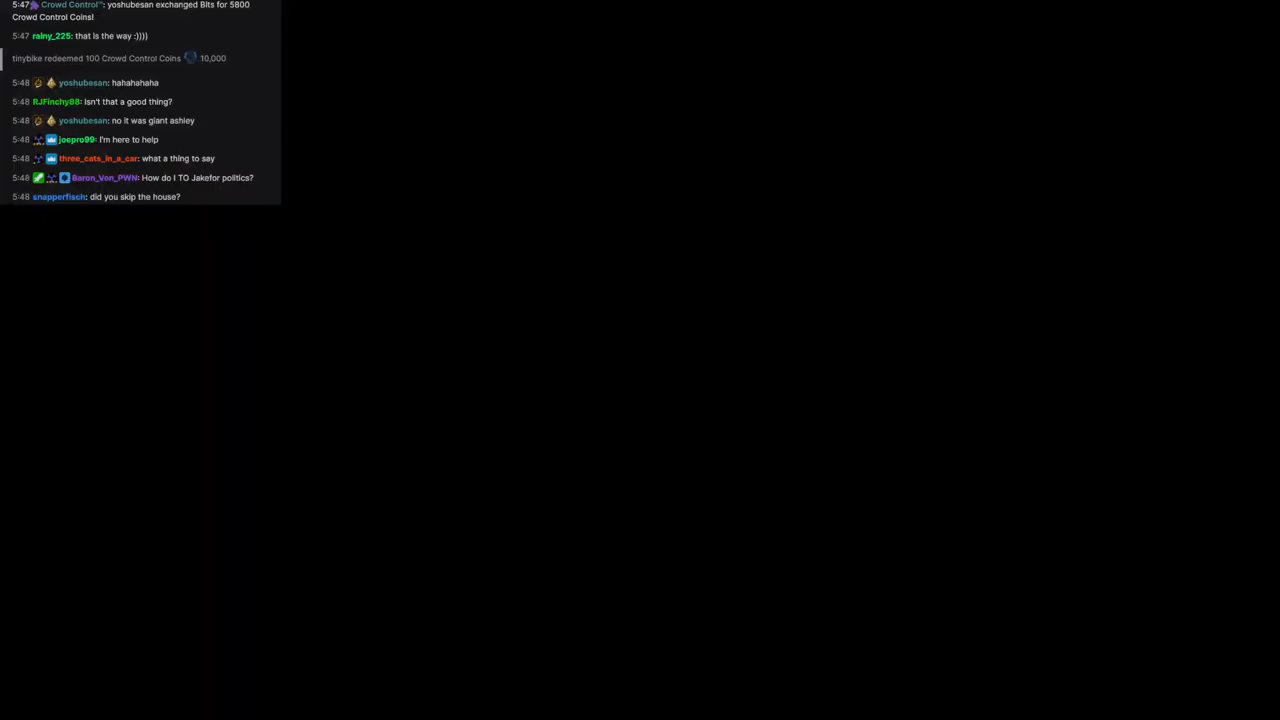 5:47 Crowd Control™: yoshubesan exchanged Bits for 5800
Crowd Control Coins!
5:47 rainy_225: that is the way :))))
tinybike redeemed 100 Crowd Control Coins 10,000
5:48 yoshubesan: hahahahaha
5:48 RJFinchy88: Isn't that a good thing?
5:48 yoshubesan: no it was giant ashley
5:48 joepro99: I'm here to help
5:48 three_cats_in_a_car: what a thing to say
5:48 Baron_Von_PWN: How do I TO Jakefor politics?
5:48 snapperfisch: did you skip the house?